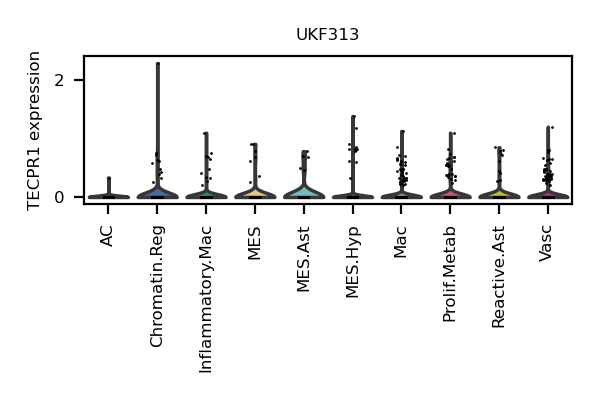 UKF313
TECPR1 expression
2
0
AC
Chromatin.Reg
Inflammatory.Mac
MES
MES.Ast
MES.Hyp
Mac
Prolif.Metab
Reactive.Ast
Vasc